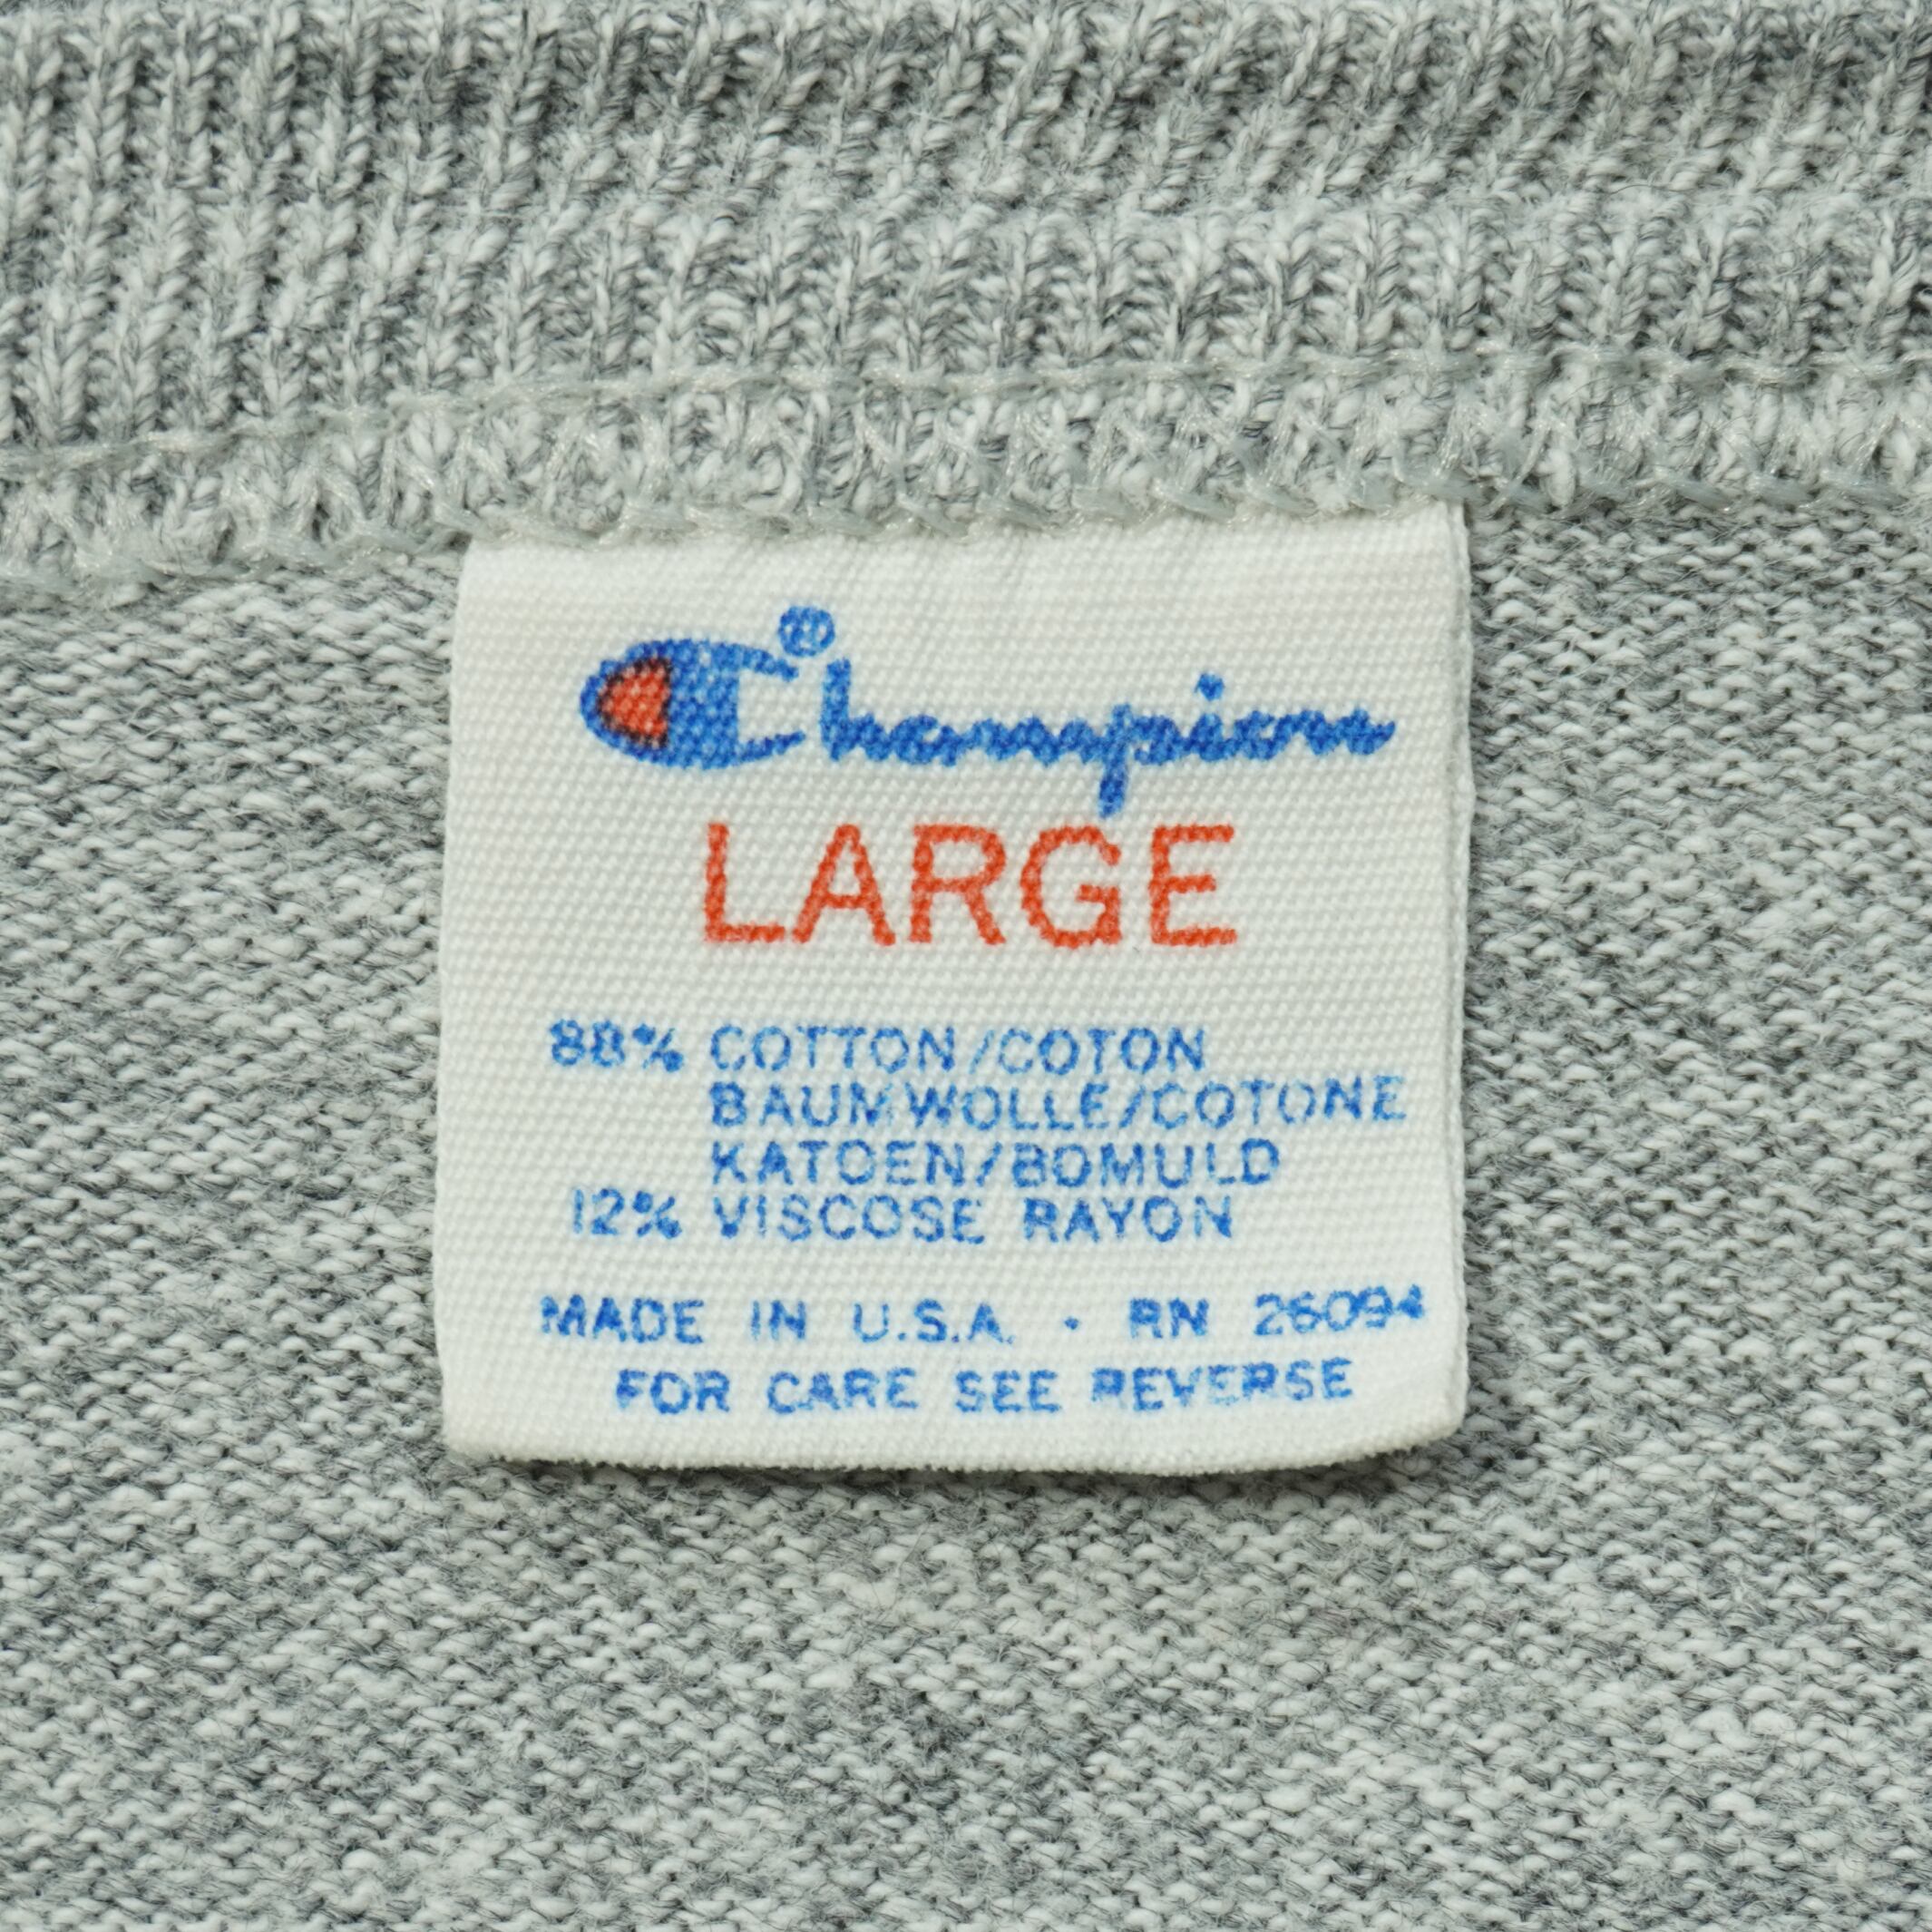 Champion®
LARGE
88% COTTON/COTON
BAUMWOLLE/COTONE
KATOEN/BOMULD
12% VISCOSE RAYON
MADE IN U.S.A. • RN 26094
FOR CARE SEE REVERSE